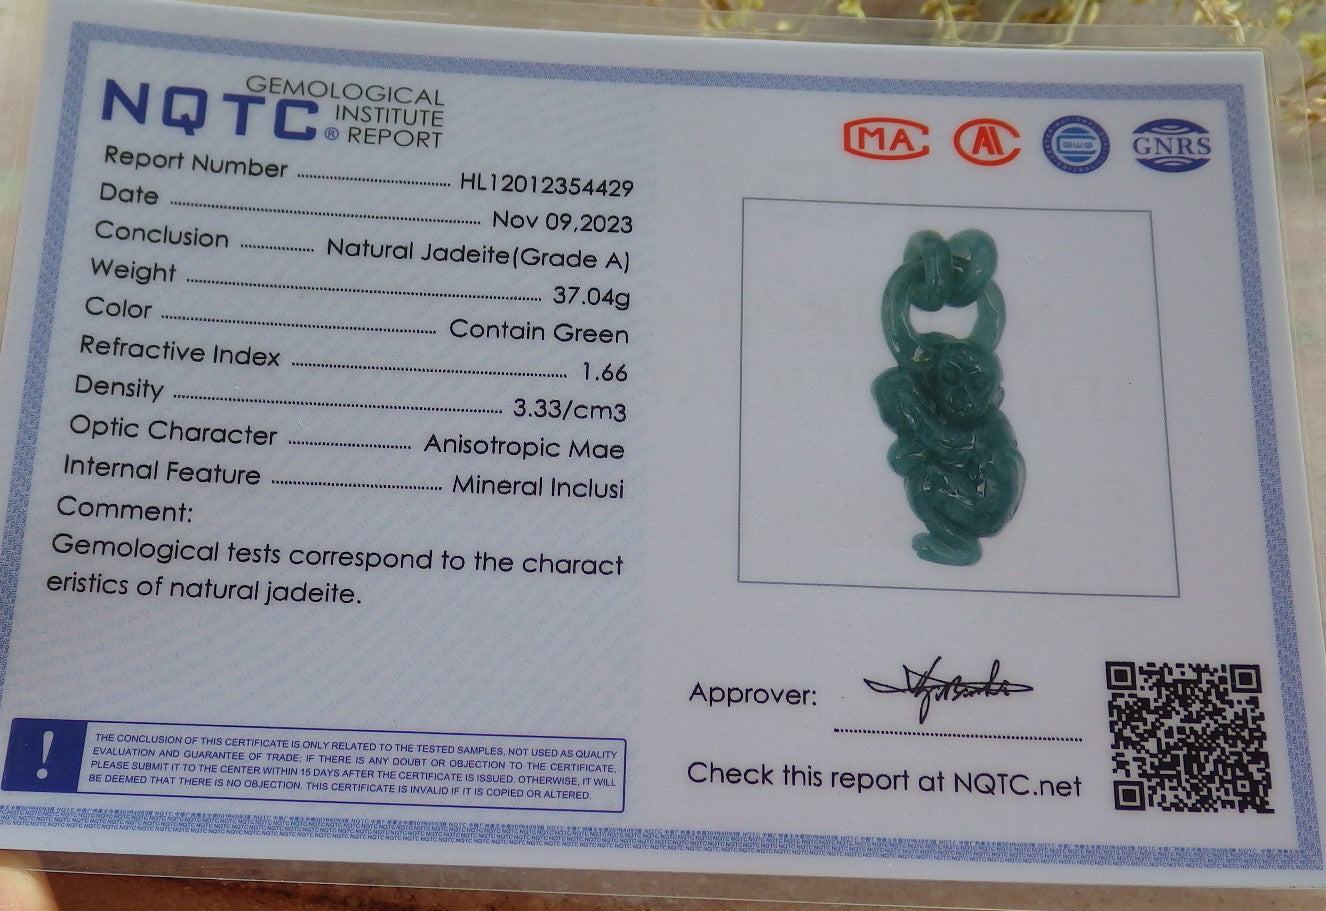 NQTC® GEMOLOGICAL
INSTITUTE
REPORT
Report Number ........ HL12012354429
Date ........ Nov 09,2023
Conclusion ........ Natural Jadeite(Grade A)
Weight ........ 37.04g
Color ........ Contain Green
Refractive Index ........ 1.66
Density ........ 3.33/cm3
Optic Character ........ Anisotropic Mae
Internal Feature ........ Mineral Inclusi
Comment:
Gemological tests correspond to the charact
eristics of natural jadeite.
!
THE CONCLUSION OF THIS CERTIFICATE IS ONLY RELATED TO THE TESTED SAMPLES, NOT USED AS QUALITY
EVALUATION AND GUARANTEE OF TRADE; IF THERE IS ANY DOUBT OR OBJECTION TO THE CERTIFICATE,
PLEASE SUBMIT IT TO THE CENTER WITHIN 15 DAYS AFTER THE CERTIFICATE IS ISSUED. OTHERWISE, IT WILL
BE DEEMED THAT THERE IS NO OBJECTION. THIS CERTIFICATE IS INVALID IF IT IS COPIED OR ALTERED.
MA
GWS
GNRS
Approver:
Check this report at NQTC.net